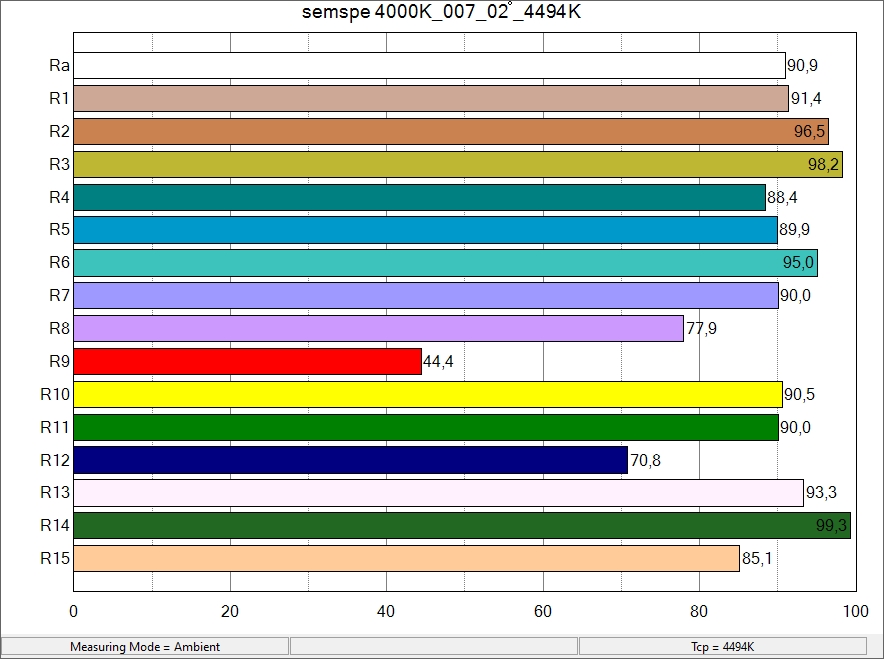 semspe 4000K_007_02°_4494K
Ra 90,9
R1 91,4
R2 96,5
R3 98,2
R4 88,4
R5 89,9
R6 95,0
R7 90,0
R8 77,9
R9 44,4
R10 90,5
R11 90,0
R12 70,8
R13 93,3
R14 99,3
R15 85,1
0 20 40 60 80 100
Measuring Mode = Ambient Tcp = 4494K